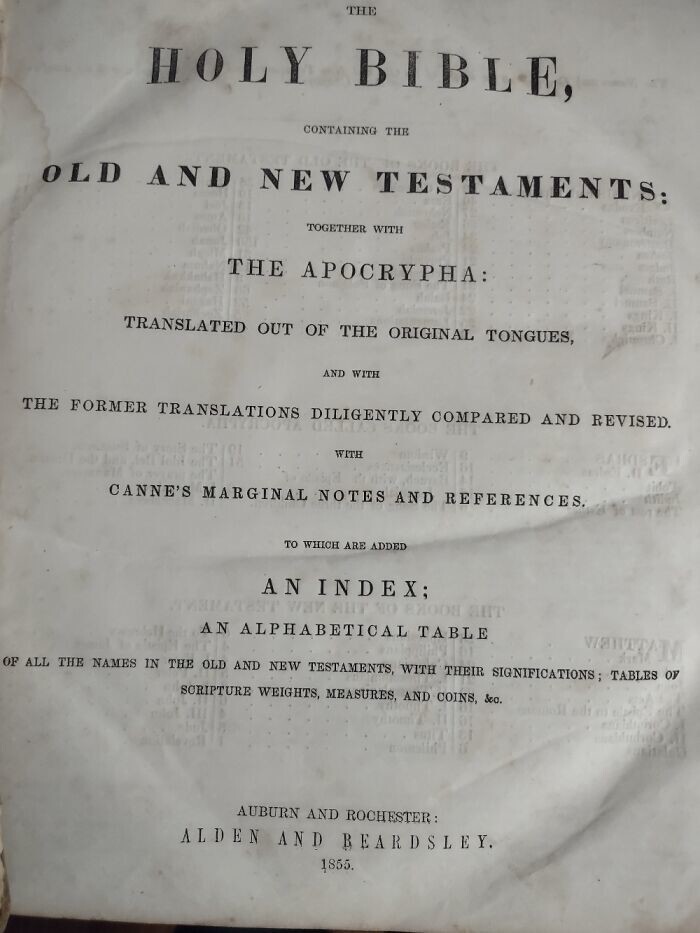 THE
HOLY BIBLE,
CONTAINING THE
OLD AND NEW TESTAMENTS:
TOGETHER WITH
THE APOCRYPHA:
TRANSLATED OUT OF THE ORIGINAL TONGUES,
AND WITH
THE FORMER TRANSLATIONS DILIGENTLY COMPARED AND REVISED.
WITH
CANNE'S MARGINAL NOTES AND REFERENCES.
TO WHICH ARE ADDED
AN INDEX;
AN ALPHABETICAL TABLE
OF ALL THE NAMES IN THE OLD AND NEW TESTAMENTS, WITH THEIR SIGNIFICATIONS; TABLES OF
SCRIPTURE WEIGHTS, MEASURES, AND COINS, &c.
AUBURN AND ROCHESTER:
ALDEN AND BEARDSLEY.
1855.